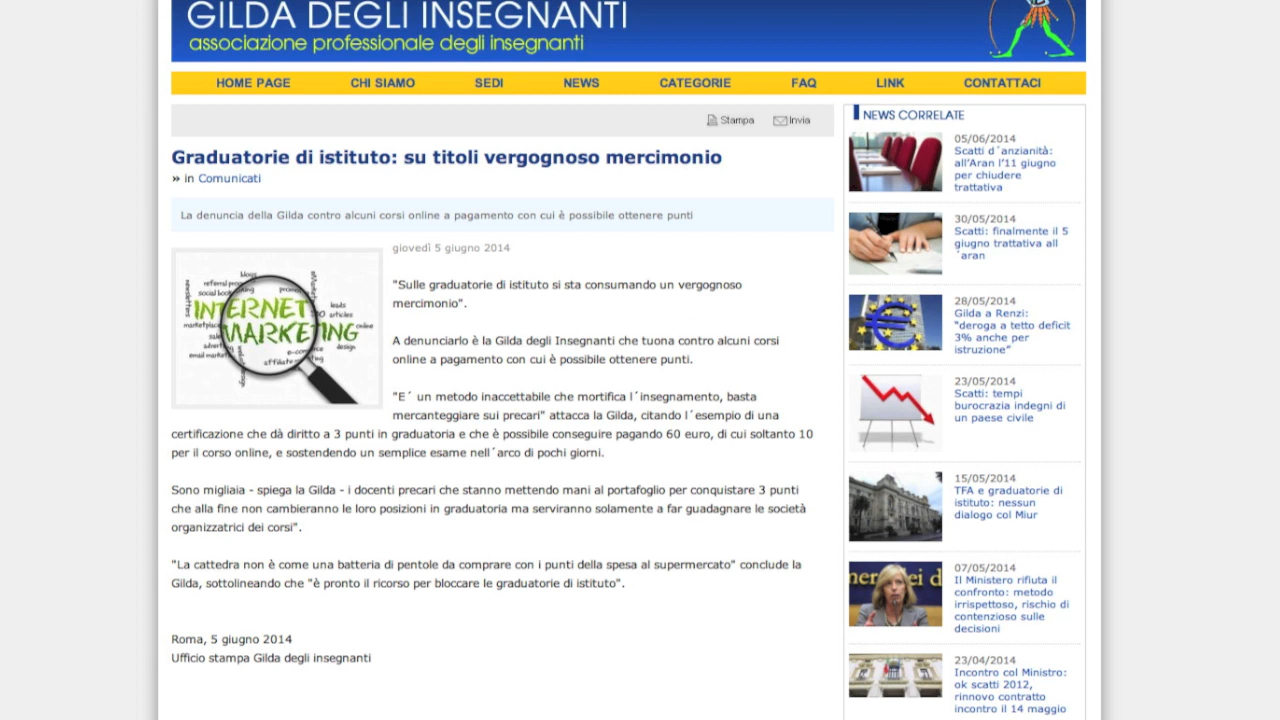 GILDA DEGLI INSEGNANTI
associazione professionale degli insegnanti
HOME PAGE CHI SIAMO SEDI NEWS CATEGORIE FAQ LINK CONTATTACI
Stampa Invia
Graduatorie di istituto: su titoli vergognoso mercimonio
» in Comunicati
La denuncia della Gilda contro alcuni corsi online a pagamento con cui è possibile ottenere punti
giovedì 5 giugno 2014
"Sulle graduatorie di istituto si sta consumando un vergognoso
mercimonio".
A denunciarlo è la Gilda degli Insegnanti che tuona contro alcuni corsi
online a pagamento con cui è possibile ottenere punti.
"E´ un metodo inaccettabile che mortifica l´insegnamento, basta
mercanteggiare sui precari" attacca la Gilda, citando l´esempio di una
certificazione che dà diritto a 3 punti in graduatoria e che è possibile conseguire pagando 60 euro, di cui soltanto 10
per il corso online, e sostendendo un semplice esame nell´arco di pochi giorni.
Sono migliaia - spiega la Gilda - i docenti precari che stanno mettendo mani al portafoglio per conquistare 3 punti
che alla fine non cambieranno le loro posizioni in graduatoria ma serviranno solamente a far guadagnare le società
organizzatrici dei corsi".
"La cattedra non è come una batteria di pentole da comprare con i punti della spesa al supermercato" conclude la
Gilda, sottolineando che "è pronto il ricorso per bloccare le graduatorie di istituto".
Roma, 5 giugno 2014
Ufficio stampa Gilda degli insegnanti
blogs
social
INTERNET
MARKETING
leads
articles
online
design
marketplace
email marketing
NEWS CORRELATE
05/06/2014
Scatti d´anzianità:
all’Aran l’11 giugno
per chiudere
trattativa
30/05/2014
Scatti: finalmente il 5
giugno trattativa all
´aran
28/05/2014
Gilda a Renzi:
“deroga a tetto deficit
3% anche per
istruzione”
23/05/2014
Scatti: tempi
burocrazia indegni di
un paese civile
15/05/2014
TFA e graduatorie di
istituto: nessun
dialogo col Miur
07/05/2014
Il Ministero rifiuta il
confronto: metodo
irrispettoso, rischio di
contenzioso sulle
decisioni
23/04/2014
Incontro col Ministro:
ok scatti 2012,
rinnovo contratto
incontro il 14 maggio